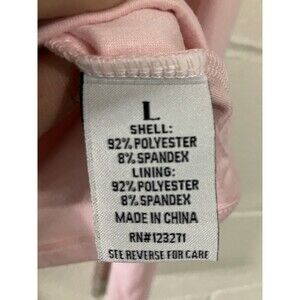 L
SHELL:
92% POLYESTER
8% SPANDEX
LINING:
92% POLYESTER
8% SPANDEX
MADE IN CHINA
RN#123271
SEE REVERSE FOR CARE